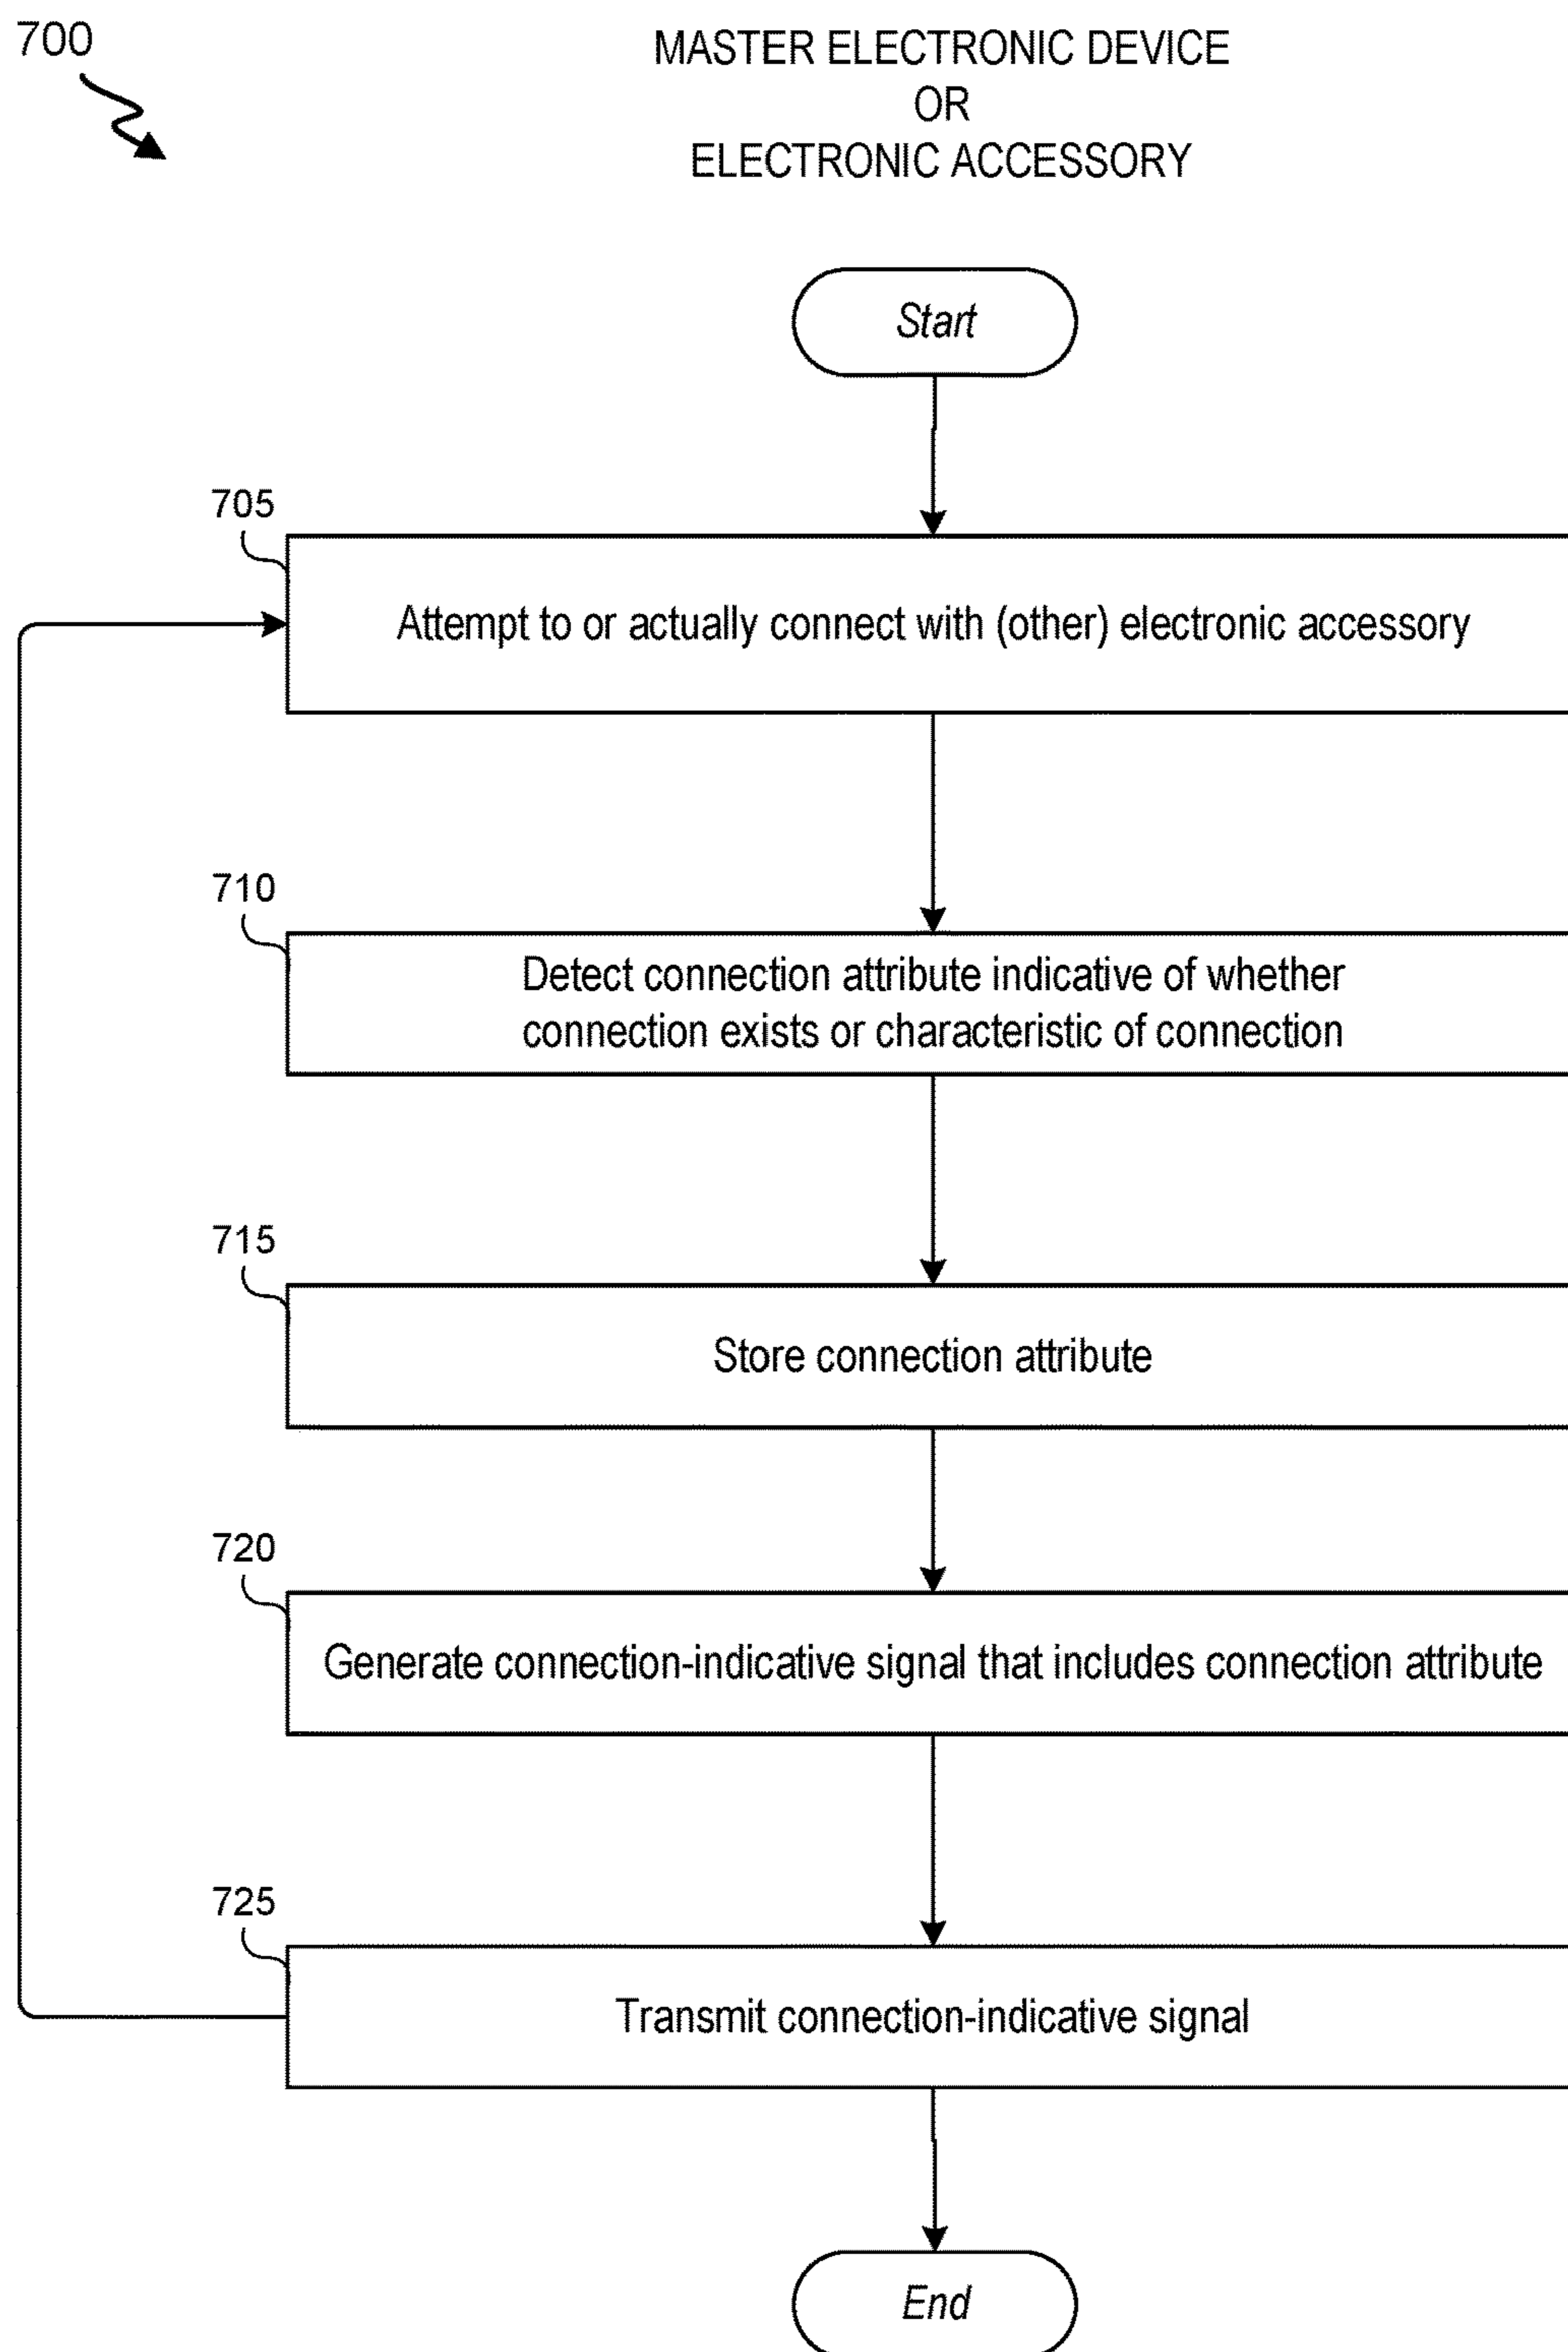 700
MASTER ELECTRONIC DEVICE
OR
ELECTRONIC ACCESSORY
Start
705
Attempt to or actually connect with (other) electronic accessory
710
Detect connection attribute indicative of whether
connection exists or characteristic of connection
715
Store connection attribute
720
Generate connection-indicative signal that includes connection attribute
725
Transmit connection-indicative signal
End